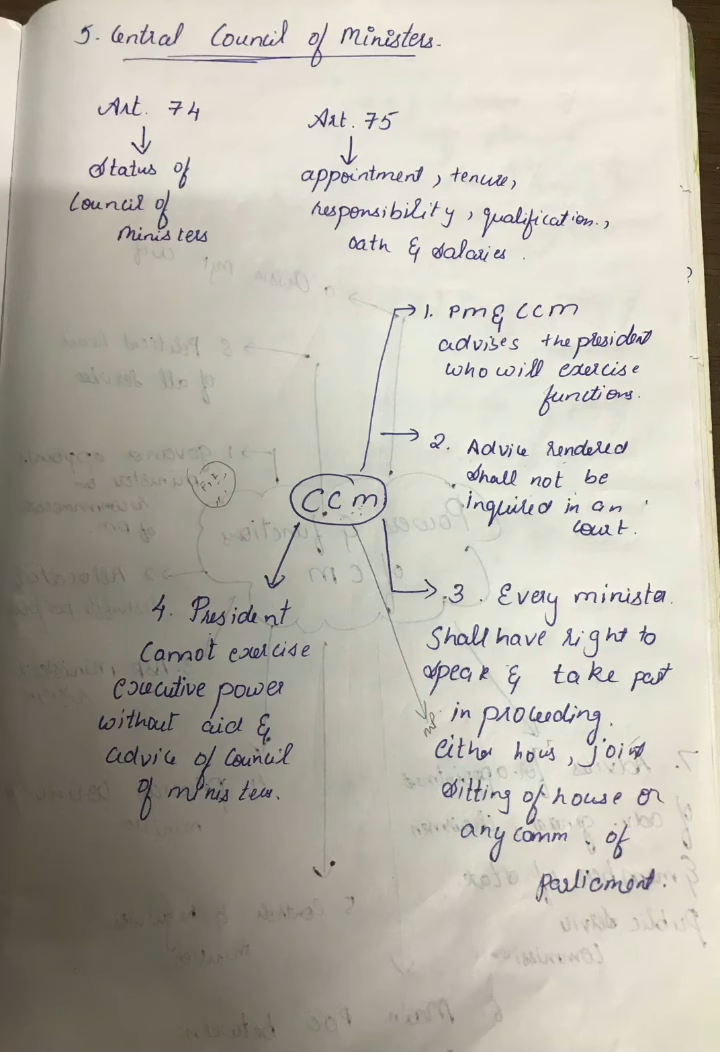 5. Central Council of Ministers.
Art. 74
Status of
Council of
Ministers
Art. 75
appointment, tenure,
responsibility, qualification.,
oath & salaries.
1. PM & CCM
advises the president
who will exercise
functions.
2. Advice rendered
shall not be
inquired in an
court.
CCM
3. Every minister.
Shall have right to
speak & take part
in proceeding.
either hous, joint
sitting of house or
any comm. of
Parliament.
4. President
Cannot exercise
executive power
without aid &
advice of Council
of ministers.